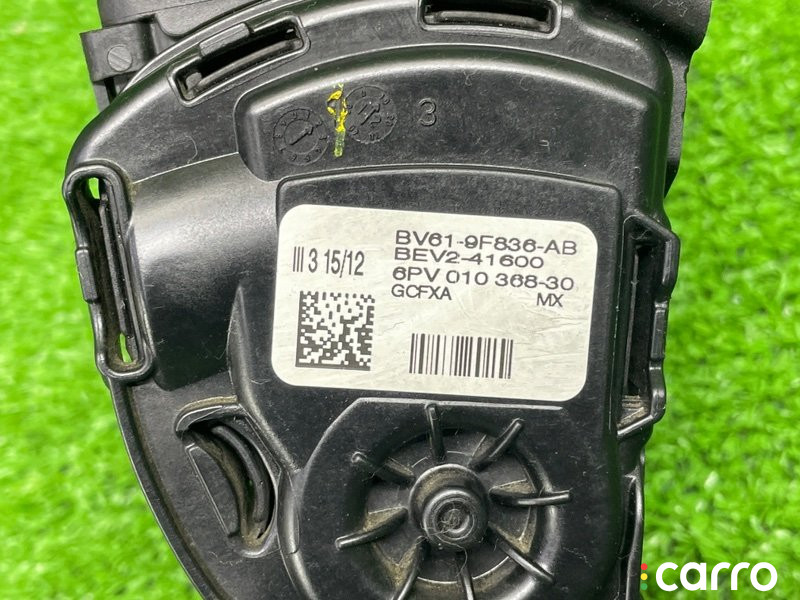 3
BV61-9F836-AB
BEV2-41600
III 3 15/12
6PV 010 368-30
GCFXA MX
carro